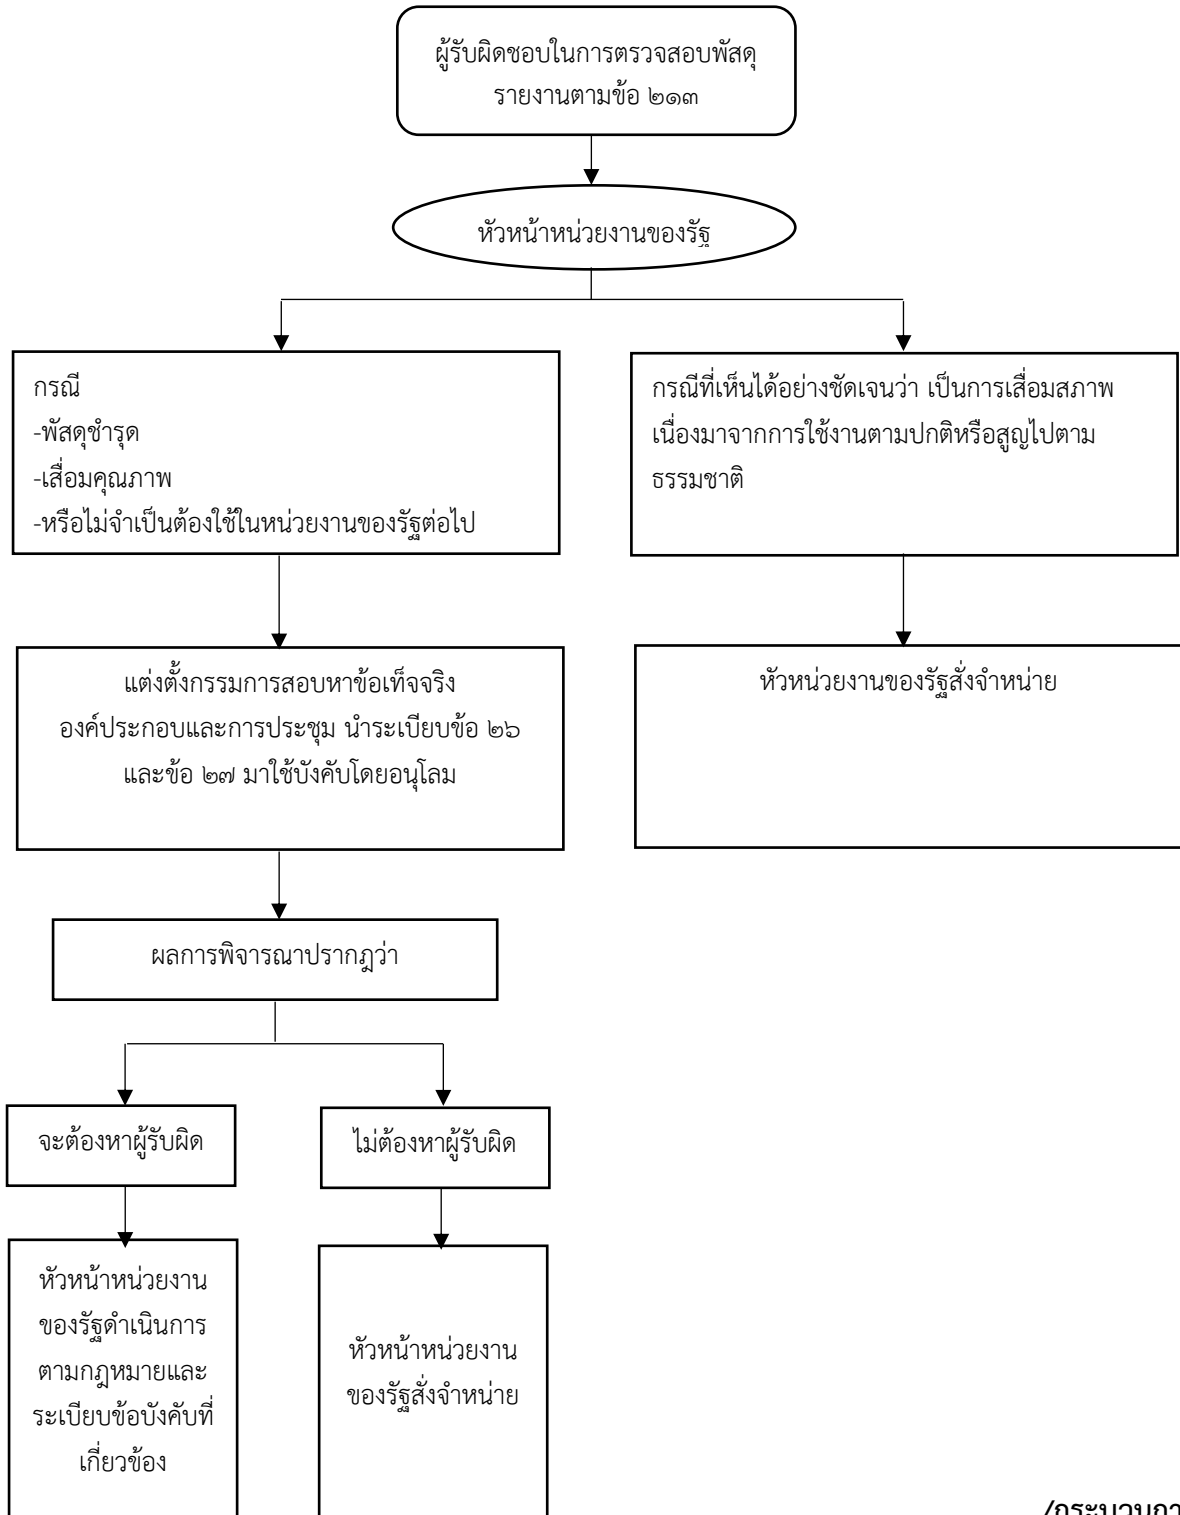 ผู้รับผิดชอบในการตรวจสอบพัสดุ
รายงานตามข้อ ๒๑๓
หัวหน้าหน่วยงานของรัฐ
กรณี
-พัสดุชำรุด
-เสื่อมคุณภาพ
-หรือไม่จำเป็นต้องใช้ในหน่วยงานของรัฐต่อไป
กรณีที่เห็นได้อย่างชัดเจนว่า เป็นการเสื่อมสภาพ
เนื่องมาจากการใช้งานตามปกติหรือสูญไปตาม
ธรรมชาติ
แต่งตั้งกรรมการสอบหาข้อเท็จจริง
องค์ประกอบและการประชุม นำระเบียบข้อ ๒๖
และข้อ ๒๗ มาใช้บังคับโดยอนุโลม
หัวหน่วยงานของรัฐสั่งจำหน่าย
ผลการพิจารณาปรากฏว่า
จะต้องหาผู้รับผิด
ไม่ต้องหาผู้รับผิด
หัวหน้าหน่วยงาน
ของรัฐดำเนินการ
ตามกฎหมายและ
ระเบียบข้อบังคับที่
เกี่ยวข้อง
หัวหน้าหน่วยงาน
ของรัฐสั่งจำหน่าย